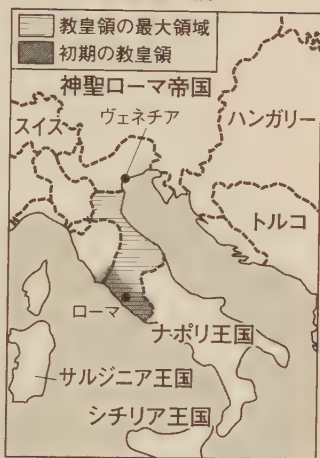 教皇領の最大領域
初期の教皇領
神聖ローマ帝国
スイス
ヴェネチア
ハンガリー
トルコ
ローマ
ナポリ王国
サルジニア王国
シチリア王国